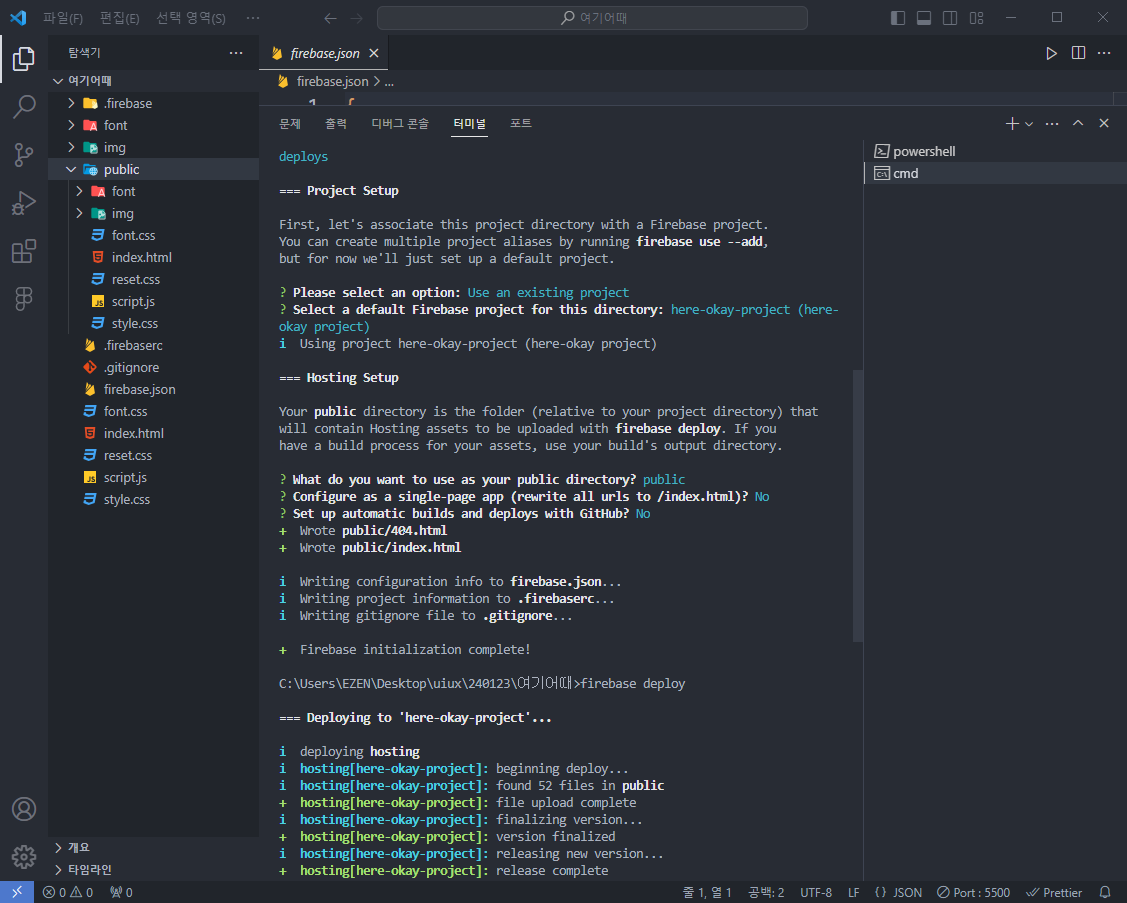 파일(F) 편집(E) 선택 영역(S) ··· ← → 여기어때
탐색기 ···
여기어때
.firebase
font
img
public
font
img
font.css
index.html
reset.css
script.js
style.css
.firebaserc
.gitignore
firebase.json
font.css
index.html
reset.css
script.js
style.css
개요
타임라인
firebase.json
firebase.json > ...
1 {
문제 출력 디버그 콘솔 터미널 포트
powershell
cmd
deploys
=== Project Setup
First, let's associate this project directory with a Firebase project.
You can create multiple project aliases by running firebase use --add,
but for now we'll just set up a default project.
? Please select an option: Use an existing project
? Select a default Firebase project for this directory: here-okay-project (here-
okay project)
i  Using project here-okay-project (here-okay project)
=== Hosting Setup
Your public directory is the folder (relative to your project directory) that
will contain Hosting assets to be uploaded with firebase deploy. If you
have a build process for your assets, use your build's output directory.
? What do you want to use as your public directory? public
? Configure as a single-page app (rewrite all urls to /index.html)? No
? Set up automatic builds and deploys with GitHub? No
+  Wrote public/404.html
+  Wrote public/index.html
i  Writing configuration info to firebase.json...
i  Writing project information to .firebaserc...
i  Writing gitignore file to .gitignore...
+  Firebase initialization complete!
C:\Users\EZEN\Desktop\uiux\240123\여기어때>firebase deploy
=== Deploying to 'here-okay-project'...
i  deploying hosting
i  hosting[here-okay-project]: beginning deploy...
i  hosting[here-okay-project]: found 52 files in public
+  hosting[here-okay-project]: file upload complete
i  hosting[here-okay-project]: finalizing version...
+  hosting[here-okay-project]: version finalized
i  hosting[here-okay-project]: releasing new version...
+  hosting[here-okay-project]: release complete
0 0 0 줄 1, 열 1 공백: 2 UTF-8 LF {} JSON Port : 5500 Prettier